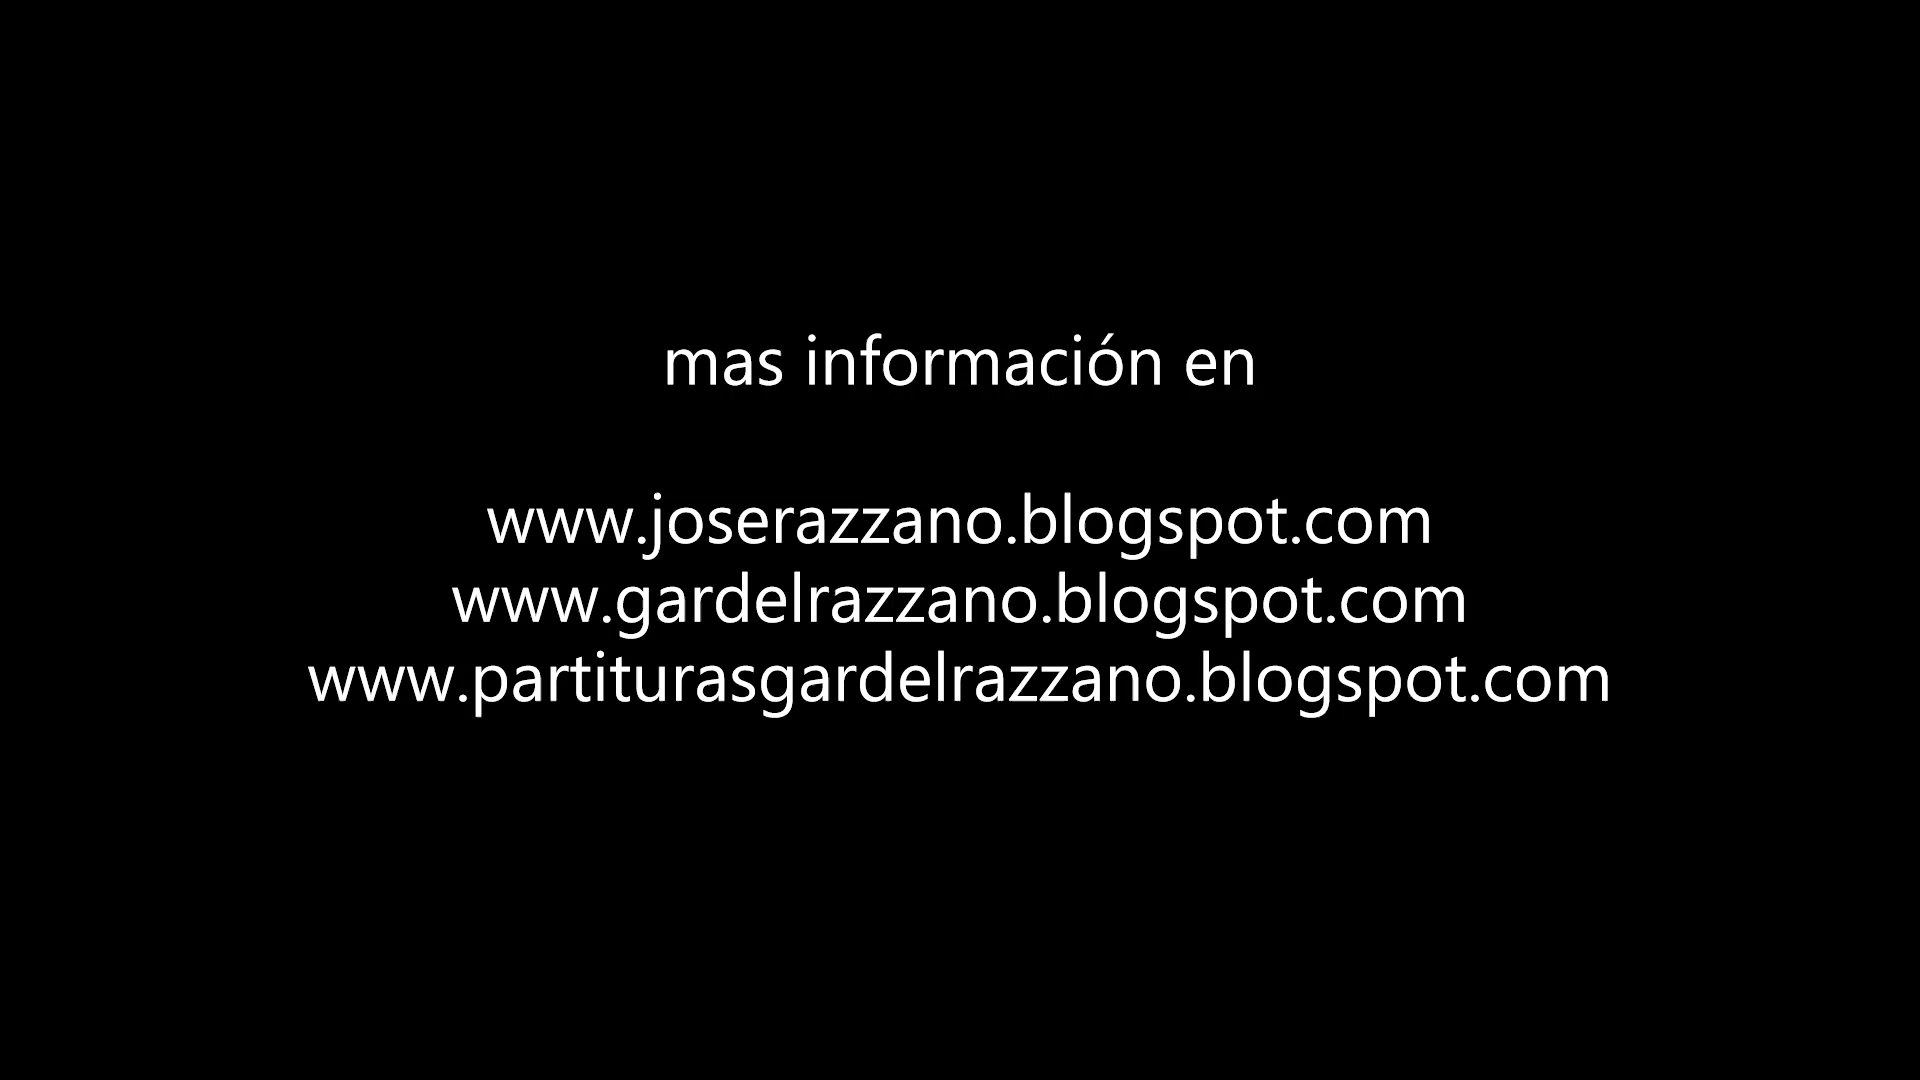 mas información en
www.joserazzano.blogspot.com
www.gardelrazzano.blogspot.com
www.partiturasgardelrazzano.blogspot.com